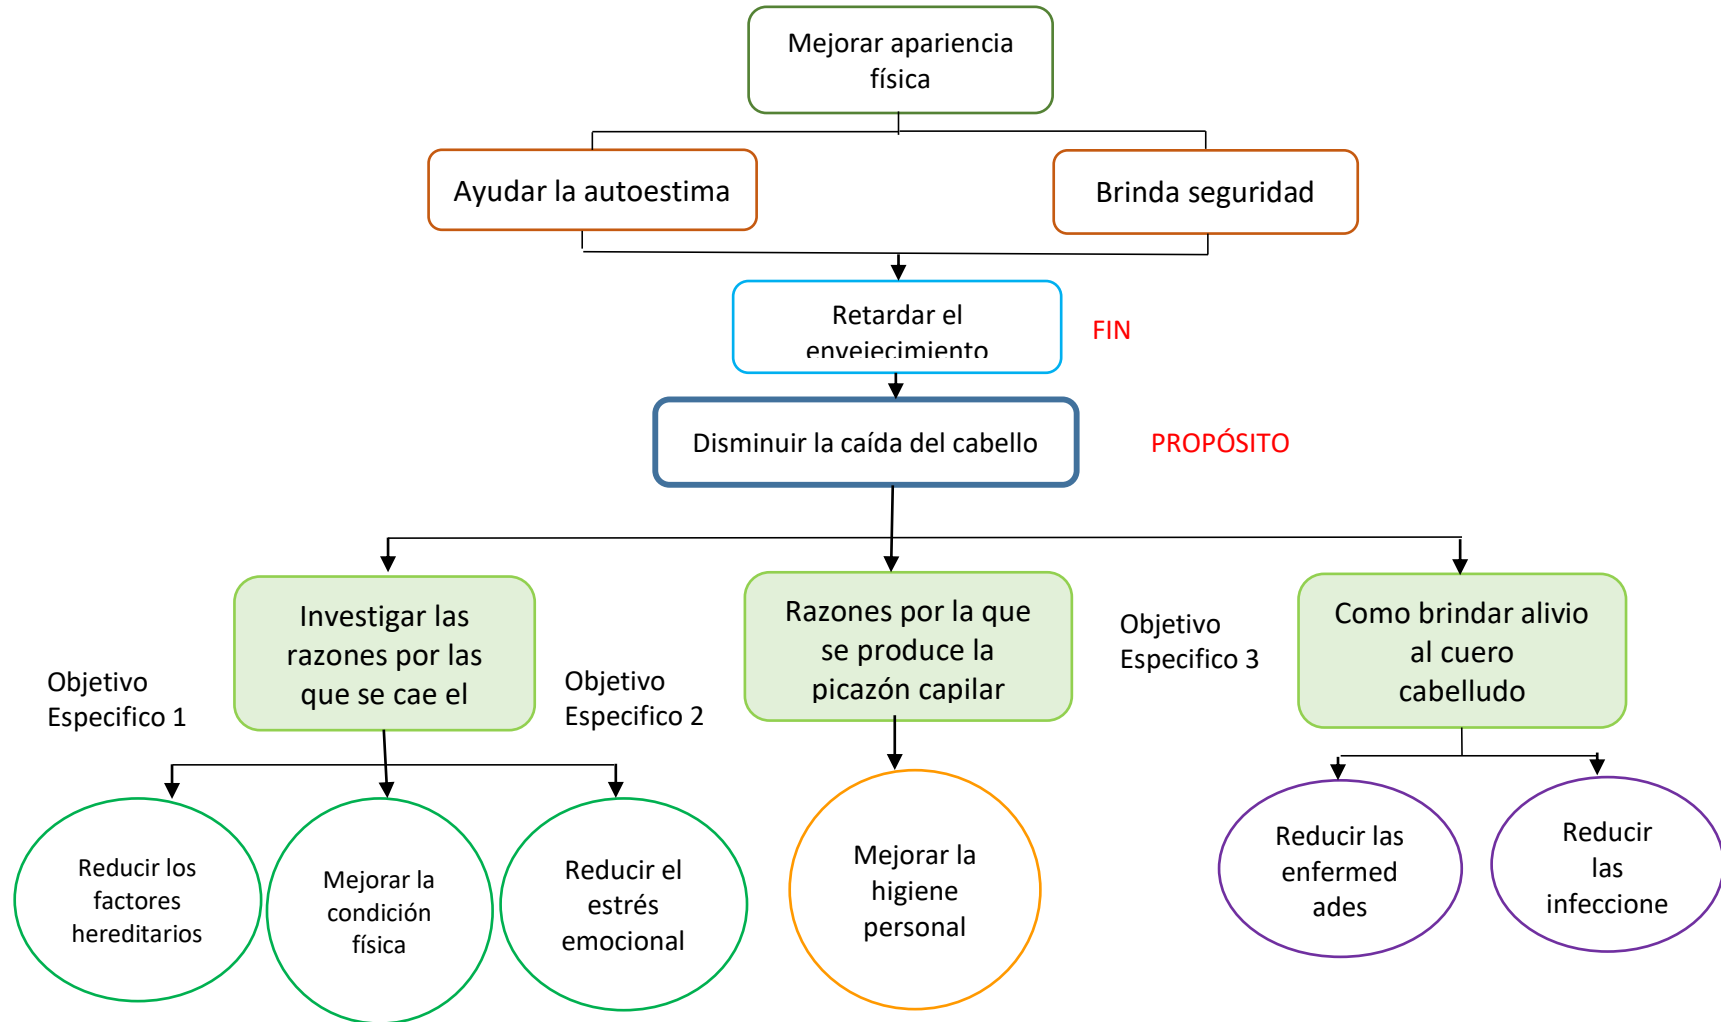 Mejorar apariencia
física
Ayudar la autoestima
Brinda seguridad
Retardar el
envejecimiento
FIN
Disminuir la caída del cabello
PROPÓSITO
Objetivo
Especifico 1
Investigar las
razones por las
que se cae el
Objetivo
Especifico 2
Razones por la que
se produce la
picazón capilar
Objetivo
Especifico 3
Como brindar alivio
al cuero
cabelludo
Reducir los
factores
hereditarios
Mejorar la
condición
física
Reducir el
estrés
emocional
Mejorar la
higiene
personal
Reducir las
enfermed
ades
Reducir
las
infeccione